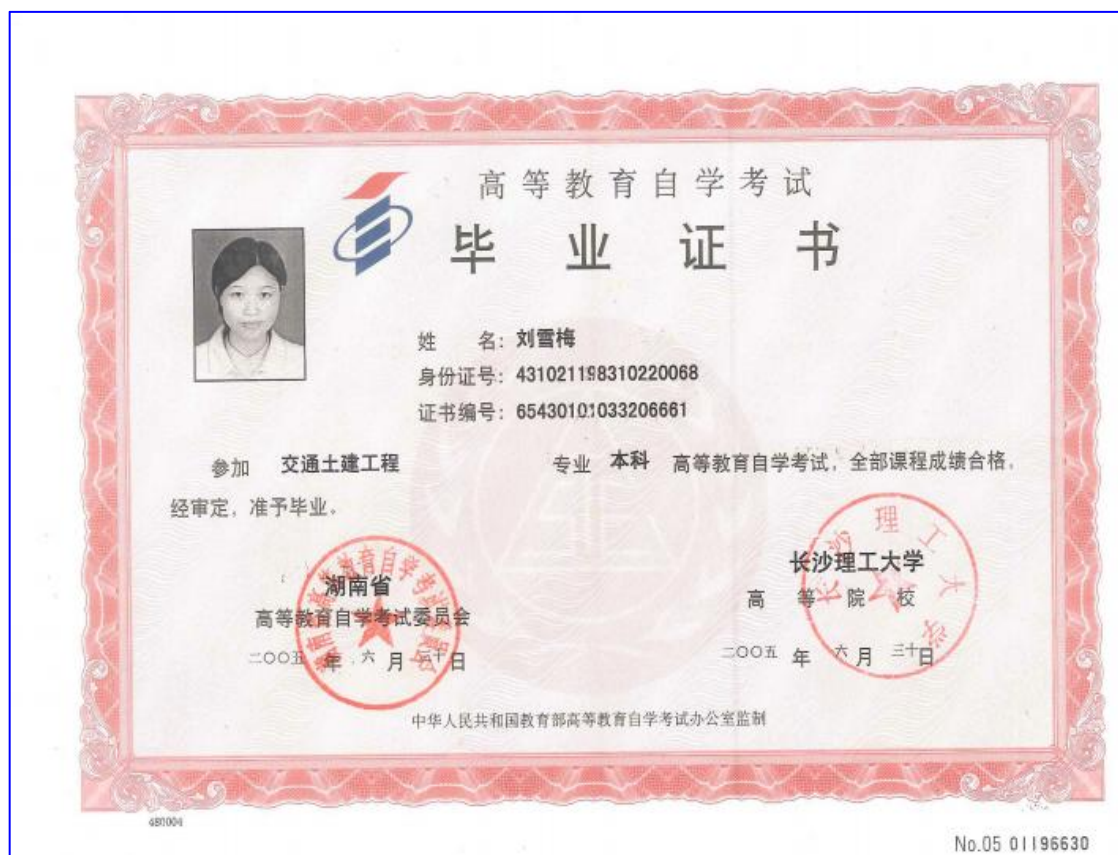 高等教育自学考试
毕业证书
姓 名：刘雪梅
身份证号：431021198310220068
证书编号：65430101033206661
参加 交通土建工程 专业 本科 高等教育自学考试，全部课程成绩合格，
经审定，准予毕业。
湖南省
高等教育自学考试委员会
二〇〇五 年 六 月 三十 日
长沙理工大学
高 等 院 校
二〇〇五 年 六 月 三十 日
长沙理工大学
中华人民共和国教育部高等教育自学考试办公室监制
No.05 01196630